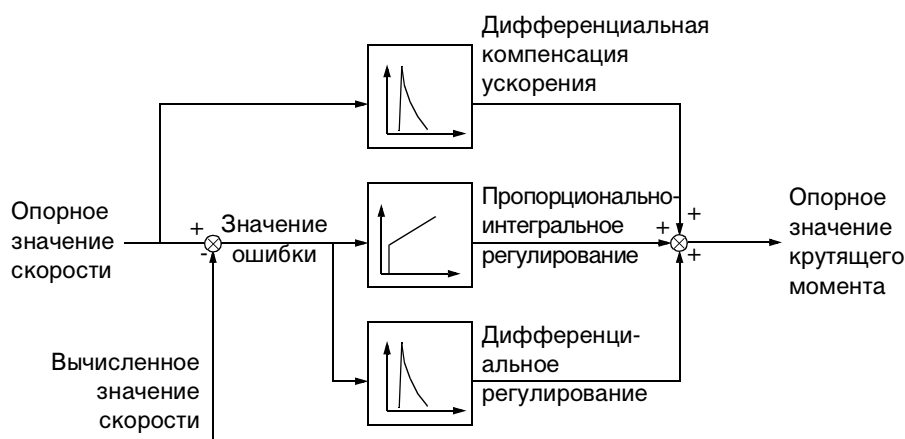 Дифференциальная
компенсация
ускорения
Опорное
значение
скорости
+
-
Значение
ошибки
Пропорционально-
интегральное
регулирование
+
+
+
Опорное
значение
крутящего
момента
Вычисленное
значение
скорости
Дифференци-
альное
регулирование